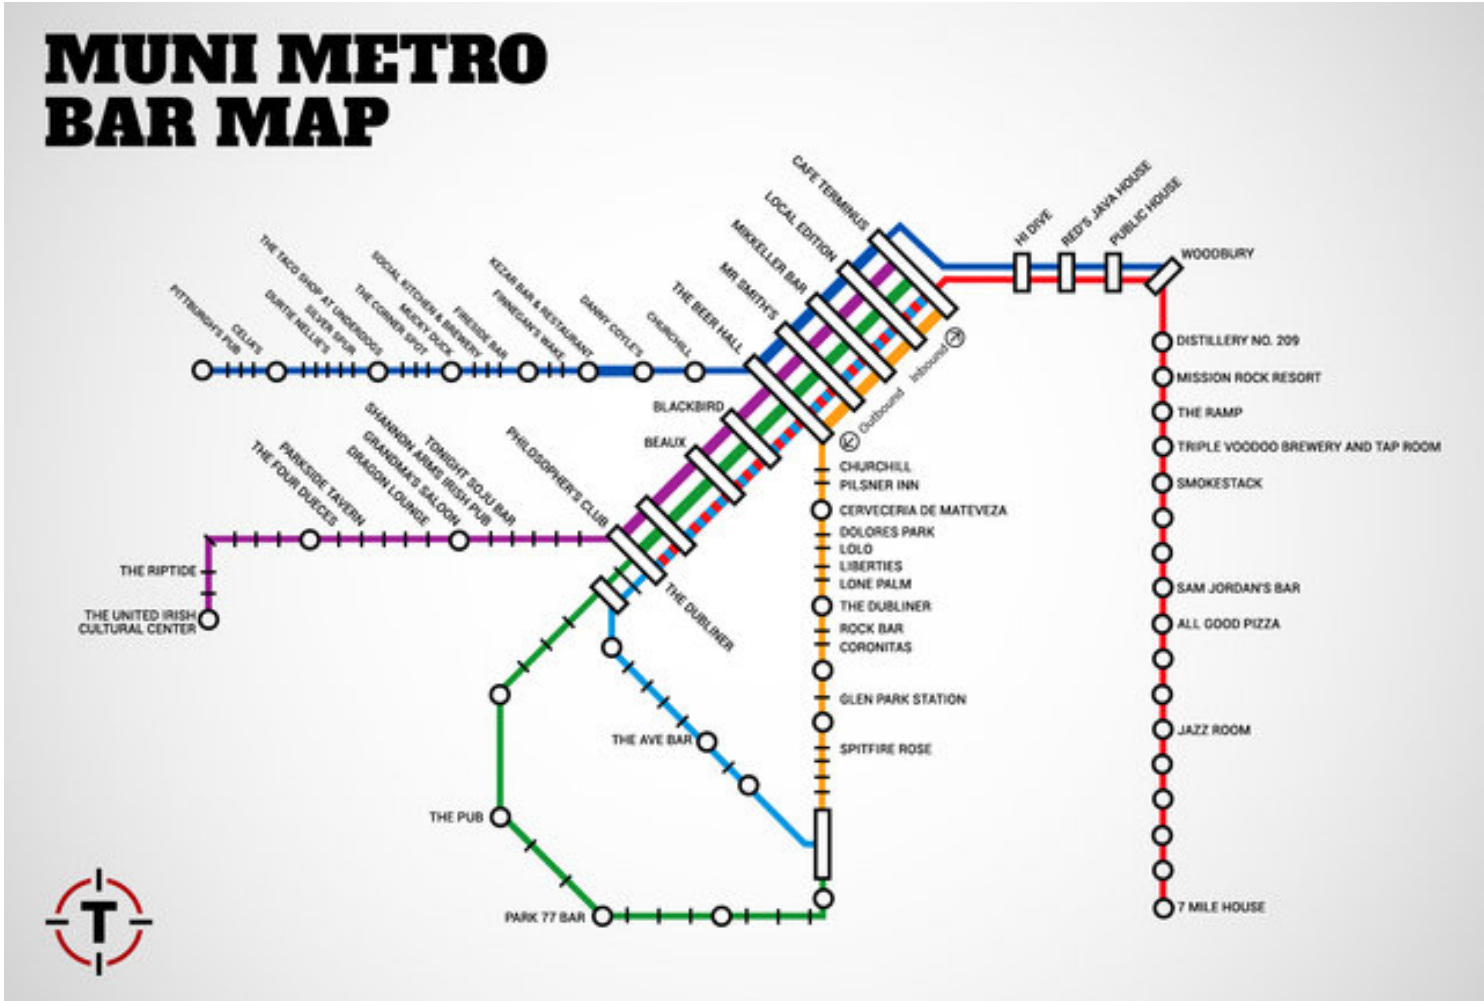 MUNI METRO
BAR MAP
CAFE TERMINUS
LOCAL EDITION
MIKKELLER BAR
MR SMITH'S
THE BEER HALL
HI DIVE
RED'S JAVA HOUSE
PUBLIC HOUSE
WOODBURY
PITTBURGH'S PUB
CELIA'S
DURTIE NELLIE'S
SILVER SPUR
THE TACO SHOP AT UNDERDOGS
THE CORNER SPOT
MUCKY DUCK
SOCIAL KITCHEN & BREWERY
FIRESIDE BAR
FINNEGAN'S WAKE
KEZAR BAR & RESTAURANT
DANNY COYLE'S
CHURCHILL
Inbound
Outbound
BLACKBIRD
BEAUX
PHILOSOPHER'S CLUB
THE DUBLINER
THE FOUR DUECES
PARKSIDE TAVERN
DRAGON LOUNGE
GRANDMA'S SALOON
SHANNON ARMS IRISH PUB
TONIGHT SOJU BAR
THE RIPTIDE
THE UNITED IRISH
CULTURAL CENTER
CHURCHILL
PILSNER INN
CERVECERIA DE MATEVEZA
DOLORES PARK
LOLO
LIBERTIES
LONE PALM
THE DUBLINER
ROCK BAR
CORONITAS
GLEN PARK STATION
SPITFIRE ROSE
THE AVE BAR
THE PUB
PARK 77 BAR
DISTILLERY NO. 209
MISSION ROCK RESORT
THE RAMP
TRIPLE VOODOO BREWERY AND TAP ROOM
SMOKESTACK
SAM JORDAN'S BAR
ALL GOOD PIZZA
JAZZ ROOM
7 MILE HOUSE
T